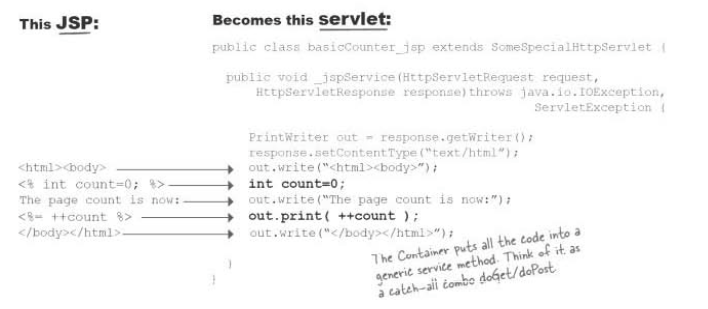 This JSP:
Becomes this servlet:
public class basicCounter_jsp extends SomeSpecialHttpServlet {
public void _jspService(HttpServletRequest request,
HttpServletResponse response)throws java.io.IOException,
ServletException {
PrintWriter out = response.getWriter();
response.setContentType("text/html");
<html><body>
out.write("<html><body>");
<% int count=0; %>
int count=0;
The page count is now:
out.write("The page count is now:");
<%= ++count %>
out.print( ++count );
</body></html>
out.write("</body></html>");
The Container puts all the code into a
generic service method. Think of it as
a catch-all combo doGet/doPost.
}
}